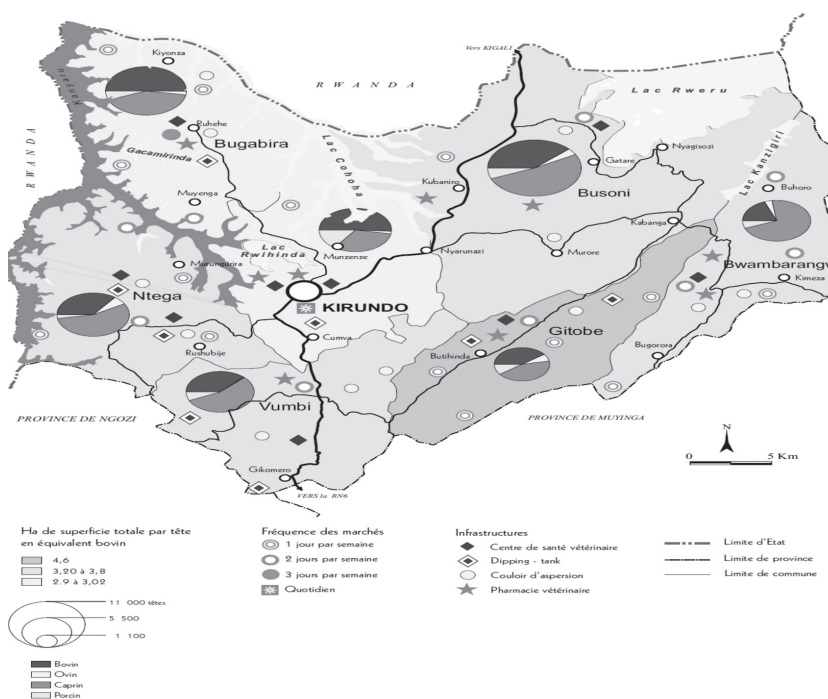 Vers KIGALI
Kiyonza
RWANDA
Kanyaru
RWANDA
Lac Rweru
Ruhehe
Bugabira
Gacamirinda
Lac Cohoha
Gatare
Nyagisozi
Lac Kanzigiri
Muyenga
Kubaniro
Busoni
Buhoro
Munzenze
Kabanga
Lac Rwihinda
Nyarunazi
Murore
Murungurira
Bwambarangw
Kimeza
Ntega
KIRUNDO
Gitobe
Cumva
Rushubije
Butihinda
Bugorora
Vumbi
PROVINCE DE NGOZI
PROVINCE DE MUYINGA
N
0 5 Km
Gikomero
VERS la RN6
Ha de superficie totale par tête
en équivalent bovin
4,6
3,20 à 3,8
2.9 à 3,02
11 000 têtes
5 500
1 100
Bovin
Ovin
Caprin
Porcin
Fréquence des marchés
1 jour par semaine
2 jours par semaine
3 jours par semaine
Quotidien
Infrastructures
Centre de santé vétérinaire
Dipping - tank
Couloir d'aspersion
Pharmacie vétérinaire
Limite d'Etat
Limite de province
Limite de commune